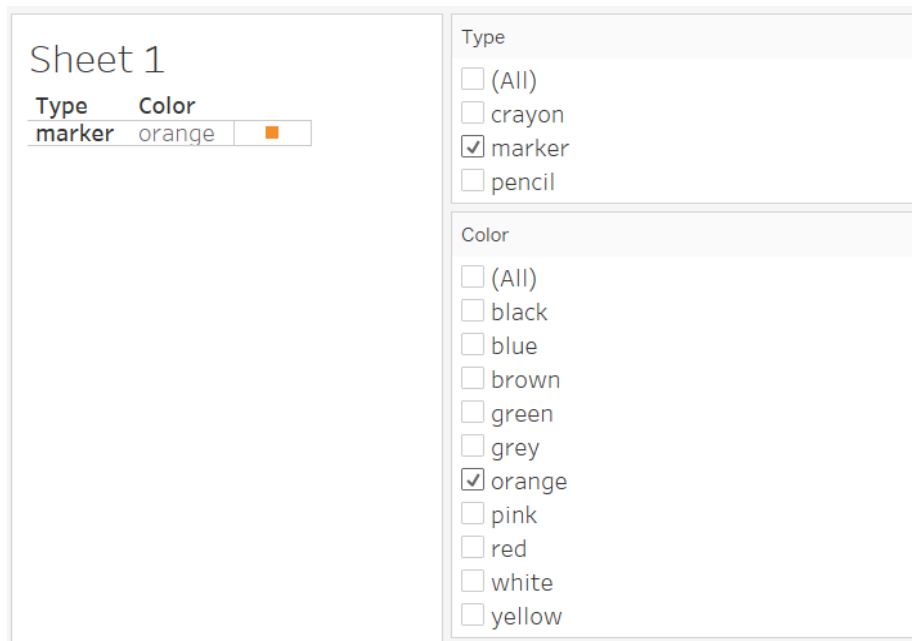 Sheet 1
Type Color
marker orange
Type
(All)
crayon
marker
pencil
Color
(All)
black
blue
brown
green
grey
orange
pink
red
white
yellow